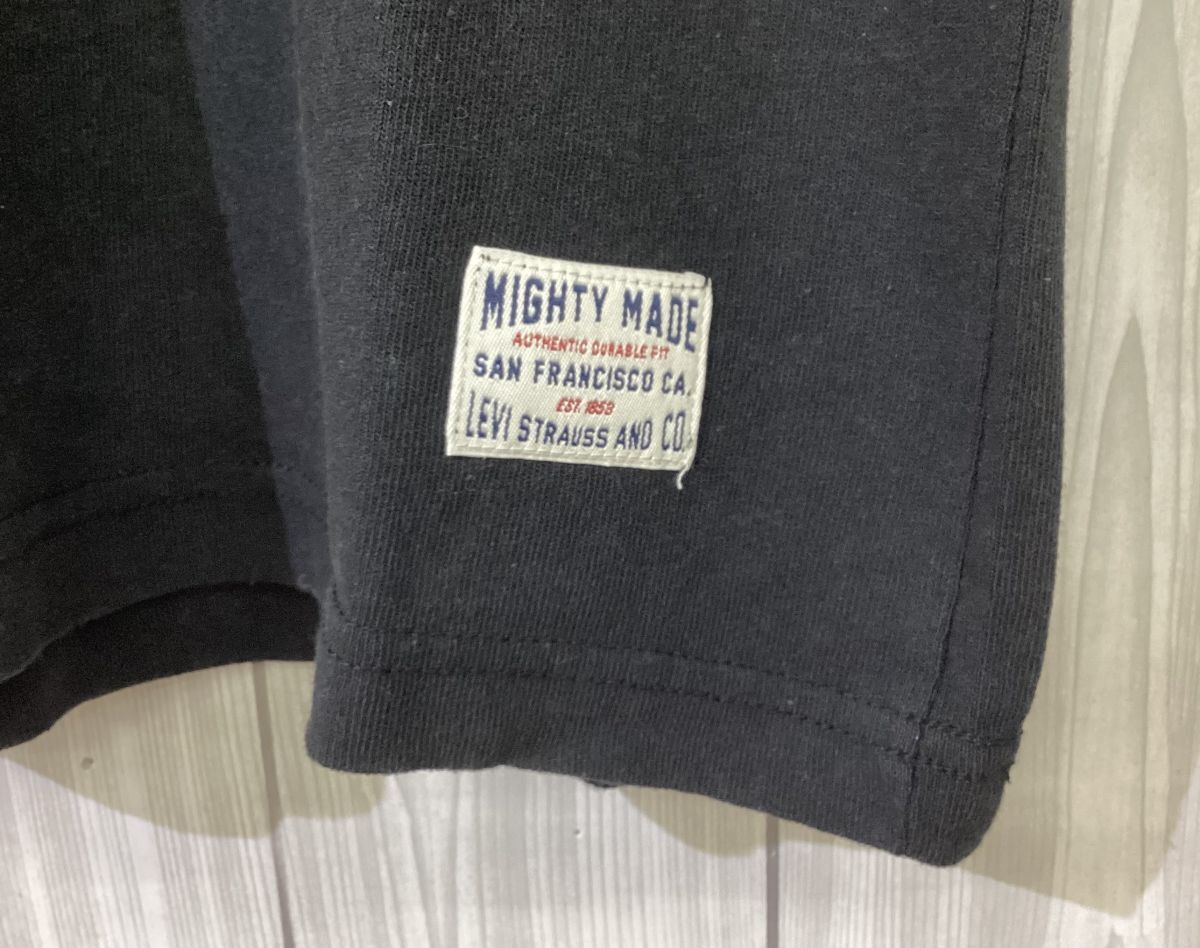 MIGHTY MADE
AUTHENTIC DURABLE FIT
SAN FRANCISCO CA.
EST. 1853
LEVI STRAUSS AND CO.